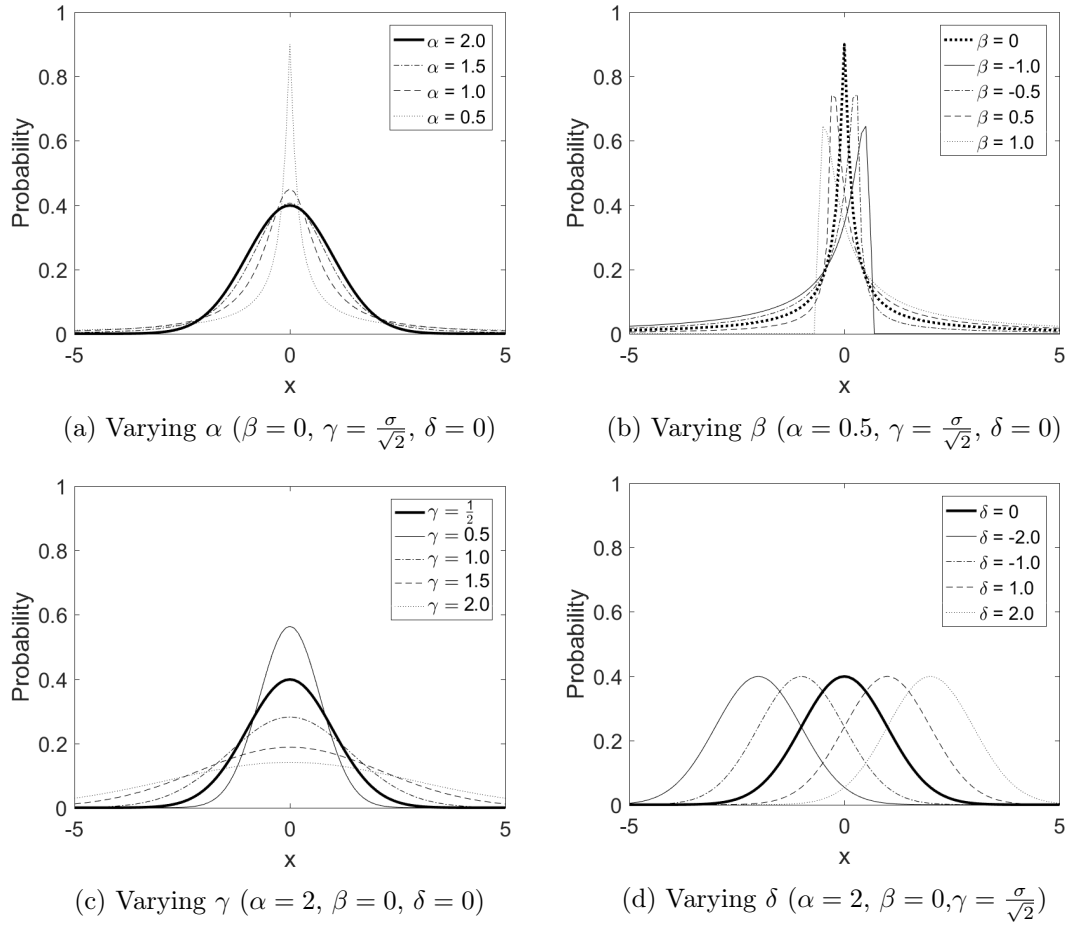 1
0.8
0.6
0.4
0.2
0
-5
0
5
Probability
x
α = 2.0
α = 1.5
α = 1.0
α = 0.5
(a) Varying α (β = 0, γ = σ/√2, δ = 0)
1
0.8
0.6
0.4
0.2
0
-5
0
5
Probability
x
β = 0
β = -1.0
β = -0.5
β = 0.5
β = 1.0
(b) Varying β (α = 0.5, γ = σ/√2, δ = 0)
1
0.8
0.6
0.4
0.2
0
-5
0
5
Probability
x
γ = 1/2
γ = 0.5
γ = 1.0
γ = 1.5
γ = 2.0
(c) Varying γ (α = 2, β = 0, δ = 0)
1
0.8
0.6
0.4
0.2
0
-5
0
5
Probability
x
δ = 0
δ = -2.0
δ = -1.0
δ = 1.0
δ = 2.0
(d) Varying δ (α = 2, β = 0,γ = σ/√2)